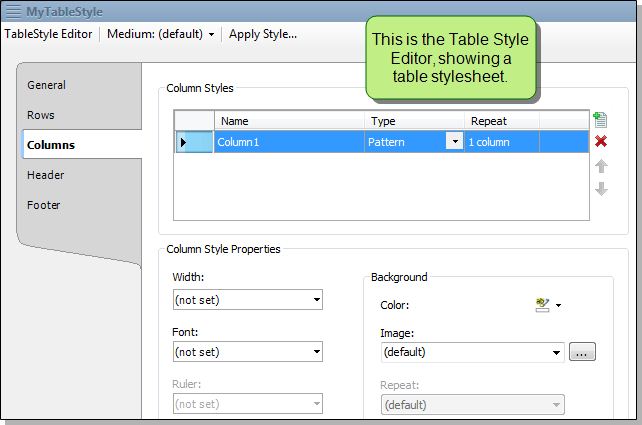 MyTableStyle
TableStyle Editor Medium: (default) Apply Style...
This is the Table Style
Editor, showing a
table stylesheet.
General
Rows
Columns
Header
Footer
Column Styles
Name Type Repeat
Column1 Pattern 1 column
Column Style Properties
Width:
(not set)
Font:
(not set)
Ruler:
(not set)
Background
Color:
Image:
(default) ...
Repeat:
(default)